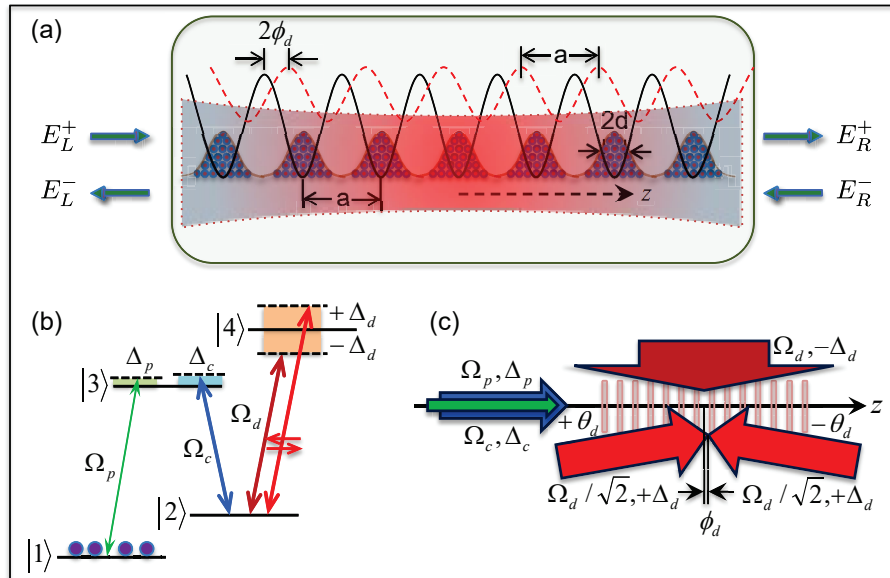 (a)
2ϕ_d
a
2d
E_L^+
E_R^+
E_L^-
E_R^-
z
a
(b)
|4⟩
+Δ_d
−Δ_d
Δ_p
Δ_c
|3⟩
Ω_d
Ω_c
Ω_p
|2⟩
|1⟩
(c)
Ω_d, −Δ_d
Ω_p, Δ_p
z
Ω_c, Δ_c
+θ_d
−θ_d
Ω_d / √2, +Δ_d
Ω_d / √2, +Δ_d
ϕ_d